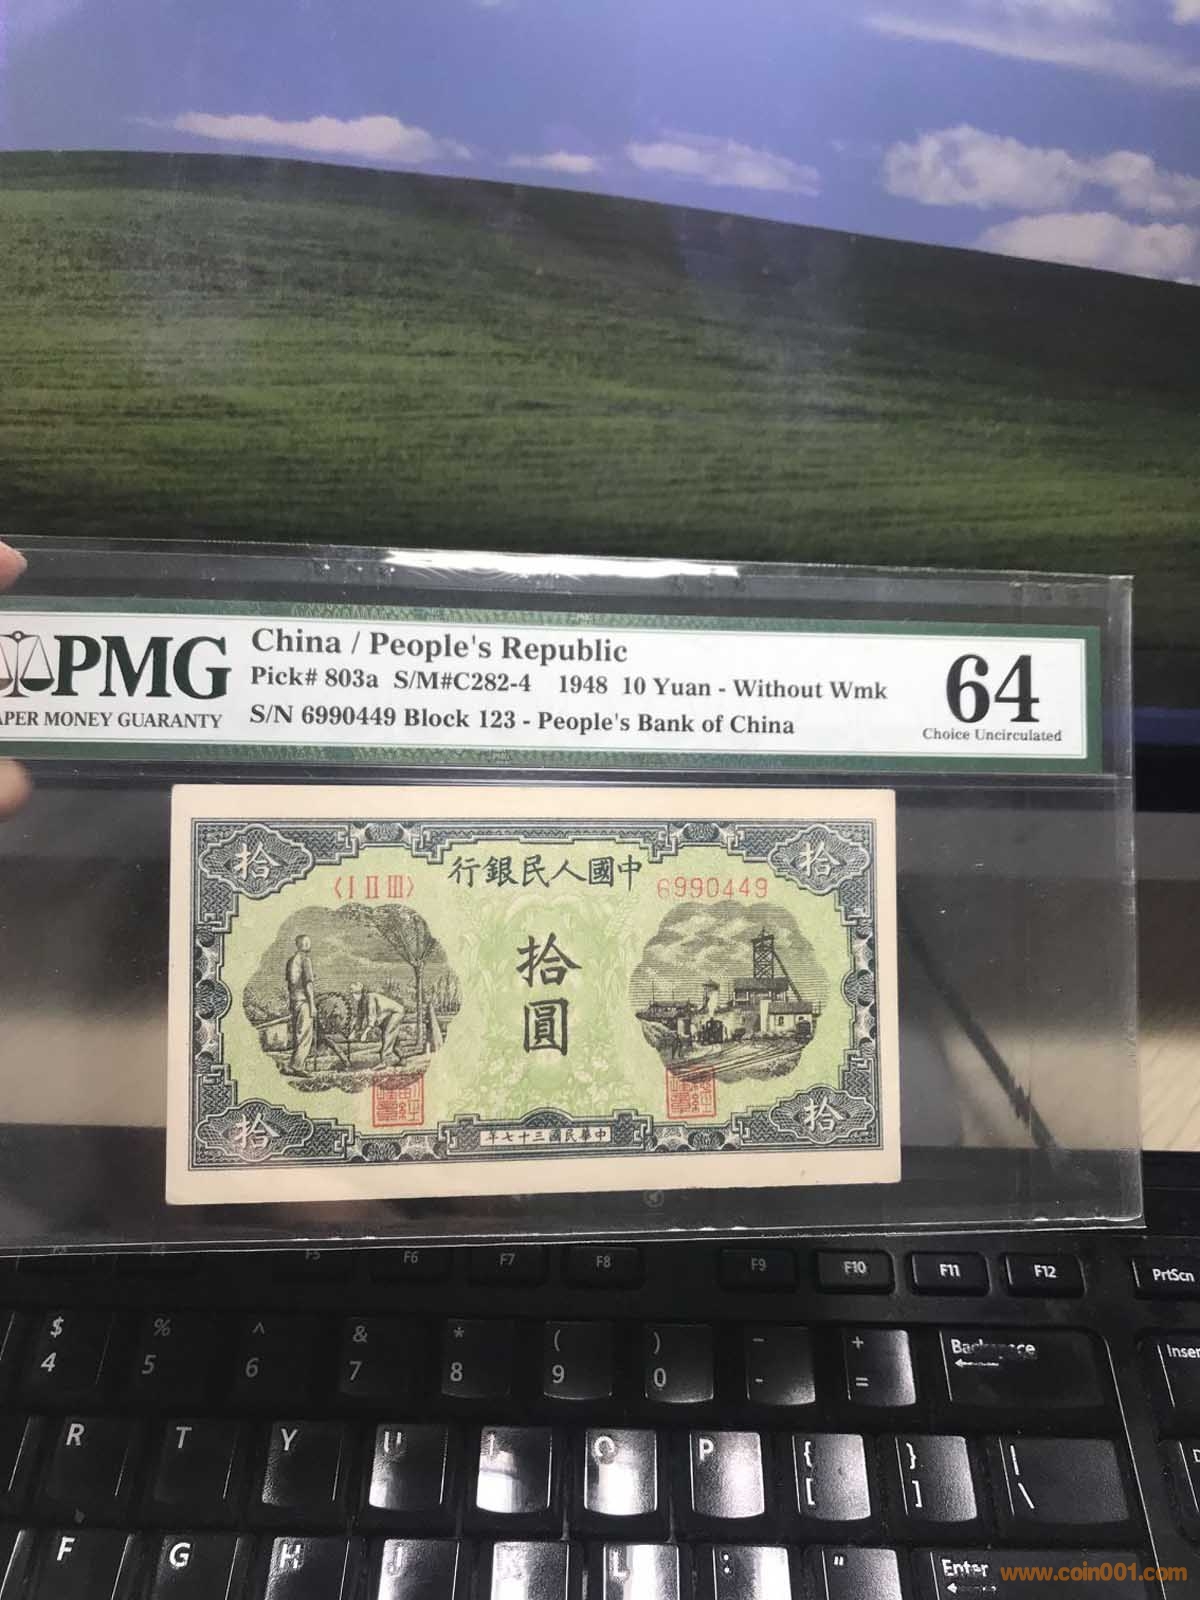 PMG
APER MONEY GUARANTY
China / People's Republic
Pick# 803a S/M#C282-4 1948 10 Yuan - Without Wmk
S/N 6990449 Block 123 - People's Bank of China
64
Choice Uncirculated
拾
拾
行銀民人國中
〈I II III〉
6990449
拾圓
拾
拾
年七十三國民華中
F5 F6 F7 F8 F9 F10 F11 F12 PrtScn
$ % ^ & * ( ) - + Backspace
4 5 6 7 8 9 0 - =
R T Y U I O P { } |
[ ] \
F G H J K L : " Enter
www.coin001.com